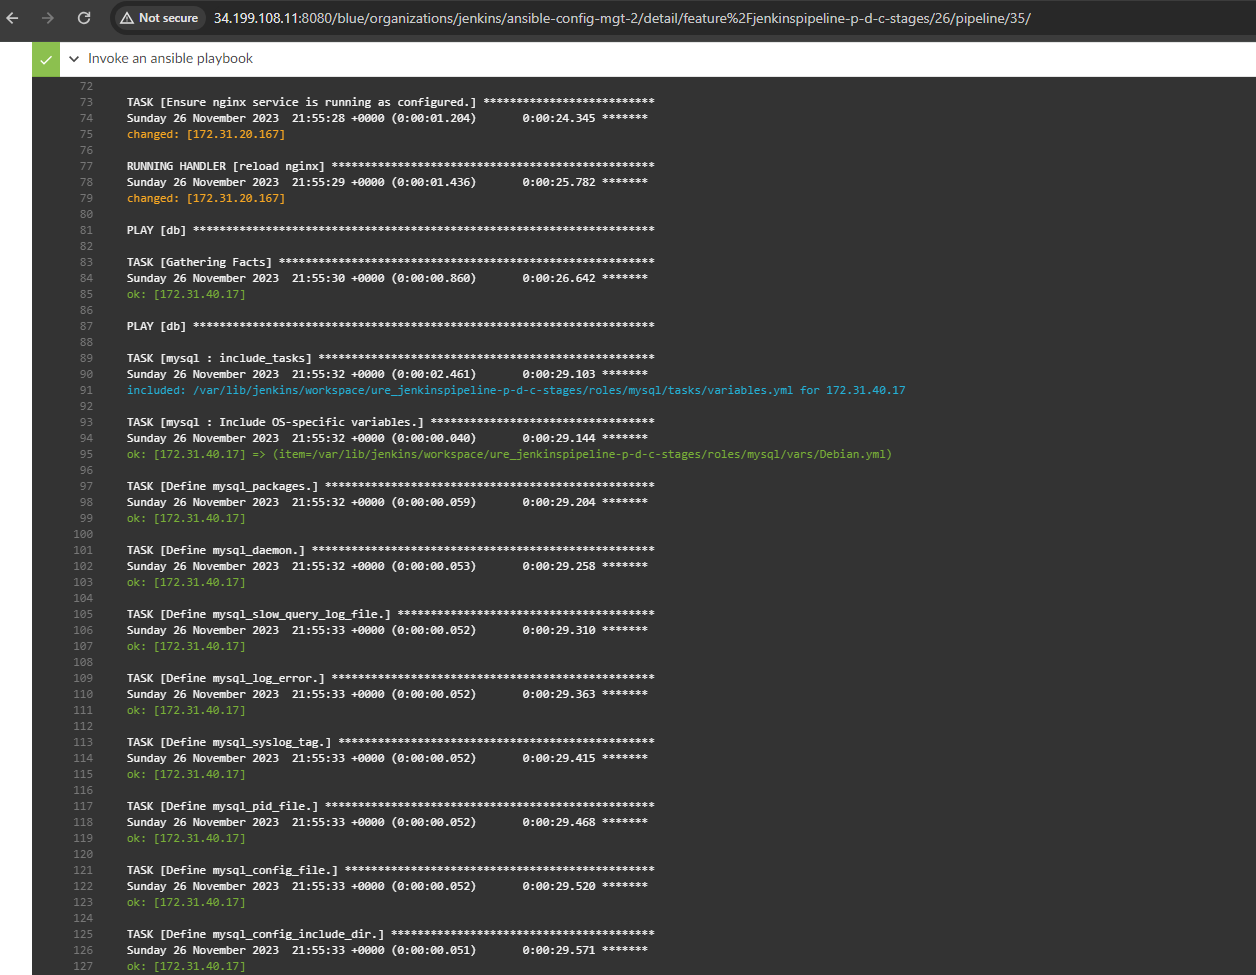 Not secure 34.199.108.11:8080/blue/organizations/jenkins/ansible-config-mgt-2/detail/feature%2Fjenkinspipeline-p-d-c-stages/26/pipeline/35/
Invoke an ansible playbook
72
73 TASK [Ensure nginx service is running as configured.] **************************
74 Sunday 26 November 2023  21:55:28 +0000 (0:00:01.204)       0:00:24.345 *******
75 changed: [172.31.20.167]
76
77 RUNNING HANDLER [reload nginx] *************************************************
78 Sunday 26 November 2023  21:55:29 +0000 (0:00:01.436)       0:00:25.782 *******
79 changed: [172.31.20.167]
80
81 PLAY [db] **********************************************************************
82
83 TASK [Gathering Facts] *********************************************************
84 Sunday 26 November 2023  21:55:30 +0000 (0:00:00.860)       0:00:26.642 *******
85 ok: [172.31.40.17]
86
87 PLAY [db] **********************************************************************
88
89 TASK [mysql : include_tasks] ***************************************************
90 Sunday 26 November 2023  21:55:32 +0000 (0:00:02.461)       0:00:29.103 *******
91 included: /var/lib/jenkins/workspace/ure_jenkinspipeline-p-d-c-stages/roles/mysql/tasks/variables.yml for 172.31.40.17
92
93 TASK [mysql : Include OS-specific variables.] **********************************
94 Sunday 26 November 2023  21:55:32 +0000 (0:00:00.040)       0:00:29.144 *******
95 ok: [172.31.40.17] => (item=/var/lib/jenkins/workspace/ure_jenkinspipeline-p-d-c-stages/roles/mysql/vars/Debian.yml)
96
97 TASK [Define mysql_packages.] **************************************************
98 Sunday 26 November 2023  21:55:32 +0000 (0:00:00.059)       0:00:29.204 *******
99 ok: [172.31.40.17]
100
101 TASK [Define mysql_daemon.] ****************************************************
102 Sunday 26 November 2023  21:55:32 +0000 (0:00:00.053)       0:00:29.258 *******
103 ok: [172.31.40.17]
104
105 TASK [Define mysql_slow_query_log_file.] ***************************************
106 Sunday 26 November 2023  21:55:33 +0000 (0:00:00.052)       0:00:29.310 *******
107 ok: [172.31.40.17]
108
109 TASK [Define mysql_log_error.] *************************************************
110 Sunday 26 November 2023  21:55:33 +0000 (0:00:00.052)       0:00:29.363 *******
111 ok: [172.31.40.17]
112
113 TASK [Define mysql_syslog_tag.] ************************************************
114 Sunday 26 November 2023  21:55:33 +0000 (0:00:00.052)       0:00:29.415 *******
115 ok: [172.31.40.17]
116
117 TASK [Define mysql_pid_file.] **************************************************
118 Sunday 26 November 2023  21:55:33 +0000 (0:00:00.052)       0:00:29.468 *******
119 ok: [172.31.40.17]
120
121 TASK [Define mysql_config_file.] ***********************************************
122 Sunday 26 November 2023  21:55:33 +0000 (0:00:00.052)       0:00:29.520 *******
123 ok: [172.31.40.17]
124
125 TASK [Define mysql_config_include_dir.] ****************************************
126 Sunday 26 November 2023  21:55:33 +0000 (0:00:00.051)       0:00:29.571 *******
127 ok: [172.31.40.17]